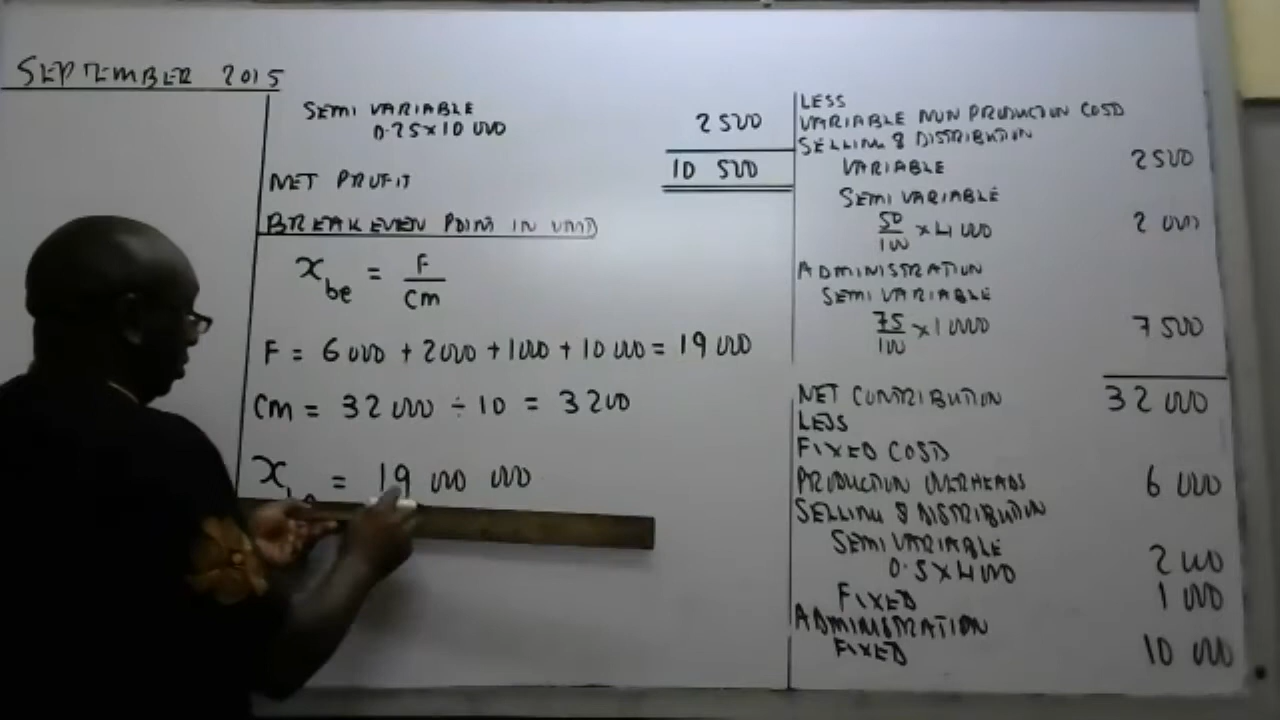 SEPTEMBER 2015
SEMI VARIABLE
0.25 x 10 000 2 500
NET PROFIT 10 500
BREAK EVEN POINT IN UNITS
x be = F / cm
F = 6 000 + 2 000 + 1 000 + 10 000 = 19 000
Cm = 32 000 ÷ 10 = 3 200
x = 19 000 000
LESS
VARIABLE NON PRODUCTION COSTS
SELLING & DISTRIBUTION
VARIABLE 2 500
SEMI VARIABLE
50/100 x 4 000 2 000
ADMINISTRATION
SEMI VARIABLE
75/100 x 10 000 7 500
NET CONTRIBUTION 32 000
LESS
FIXED COSTS
PRODUCTION OVERHEADS 6 000
SELLING & DISTRIBUTION
SEMI VARIABLE
0.5 x 4 000 2 000
FIXED 1 000
ADMINISTRATION
FIXED 10 000